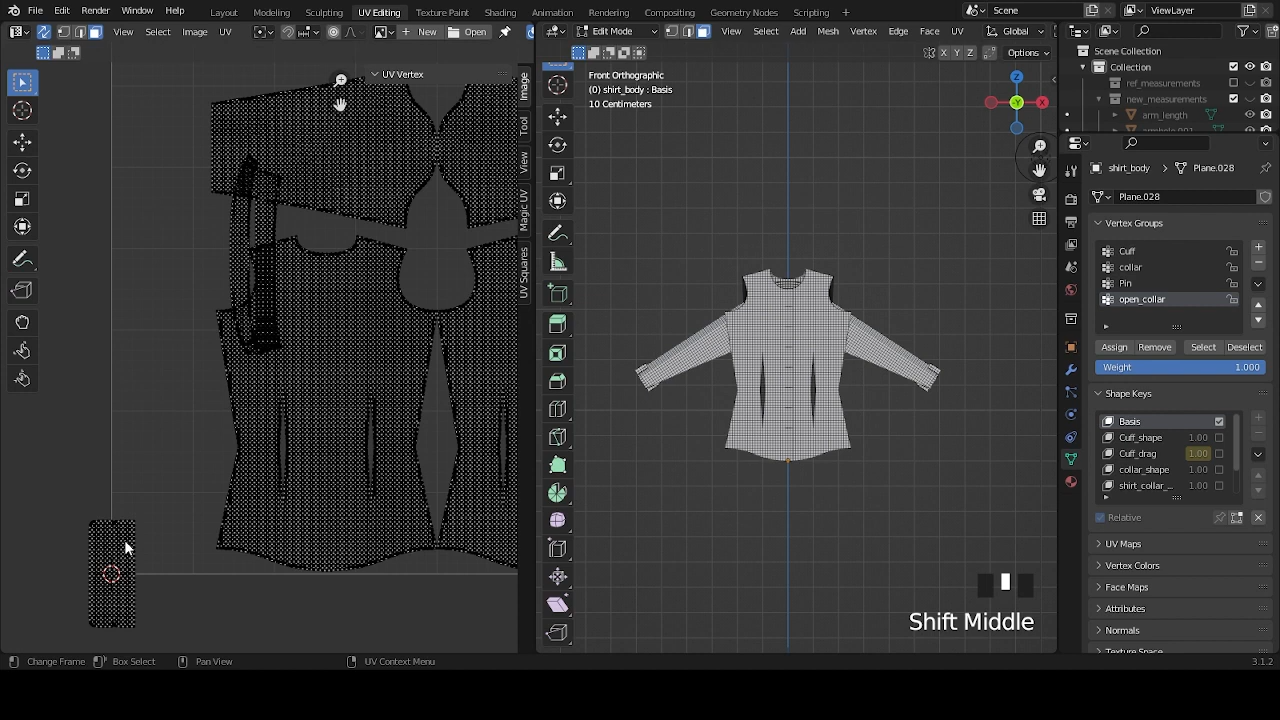 File Edit Render Window Help Layout Modeling Sculpting UV Editing Texture Paint Shading Animation Rendering Compositing Geometry Nodes Scripting + Scene ViewLayer
View Select Image UV New Open Edit Mode View Select Add Mesh Vertex Edge Face UV Global
X Y Z Options
UV Vertex
Image
Tool
View
Magic UV
UV Squares
Front Orthographic
(0) shirt_body : Basis
10 Centimeters
Z
X
-Y
Scene Collection
Collection
ref_measurements
new_measurements
arm_length
armhole.001
shirt_body Plane.028
Plane.028
Vertex Groups
Cuff
collar
Pin
open_collar
Assign Remove Select Deselect
Weight 1.000
Shape Keys
Basis
Cuff_shape 1.00
Cuff_drag 1.00
collar_shape 1.00
shirt_collar_... 1.00
Relative
UV Maps
Vertex Colors
Face Maps
Attributes
Normals
Texture Space
Shift Middle
Change Frame Box Select Pan View UV Context Menu 3.1.2